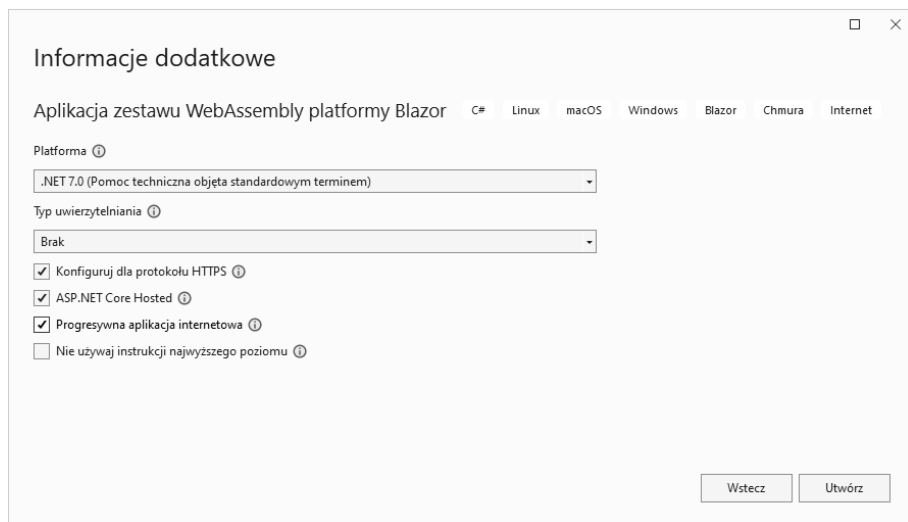 Informacje dodatkowe
Aplikacja zestawu WebAssembly platformy Blazor C# Linux macOS Windows Blazor Chmura Internet
Platforma
.NET 7.0 (Pomoc techniczna objęta standardowym terminem)
Typ uwierzytelniania
Brak
Konfiguruj dla protokołu HTTPS
ASP.NET Core Hosted
Progresywna aplikacja internetowa
Nie używaj instrukcji najwyższego poziomu
Wstecz Utwórz